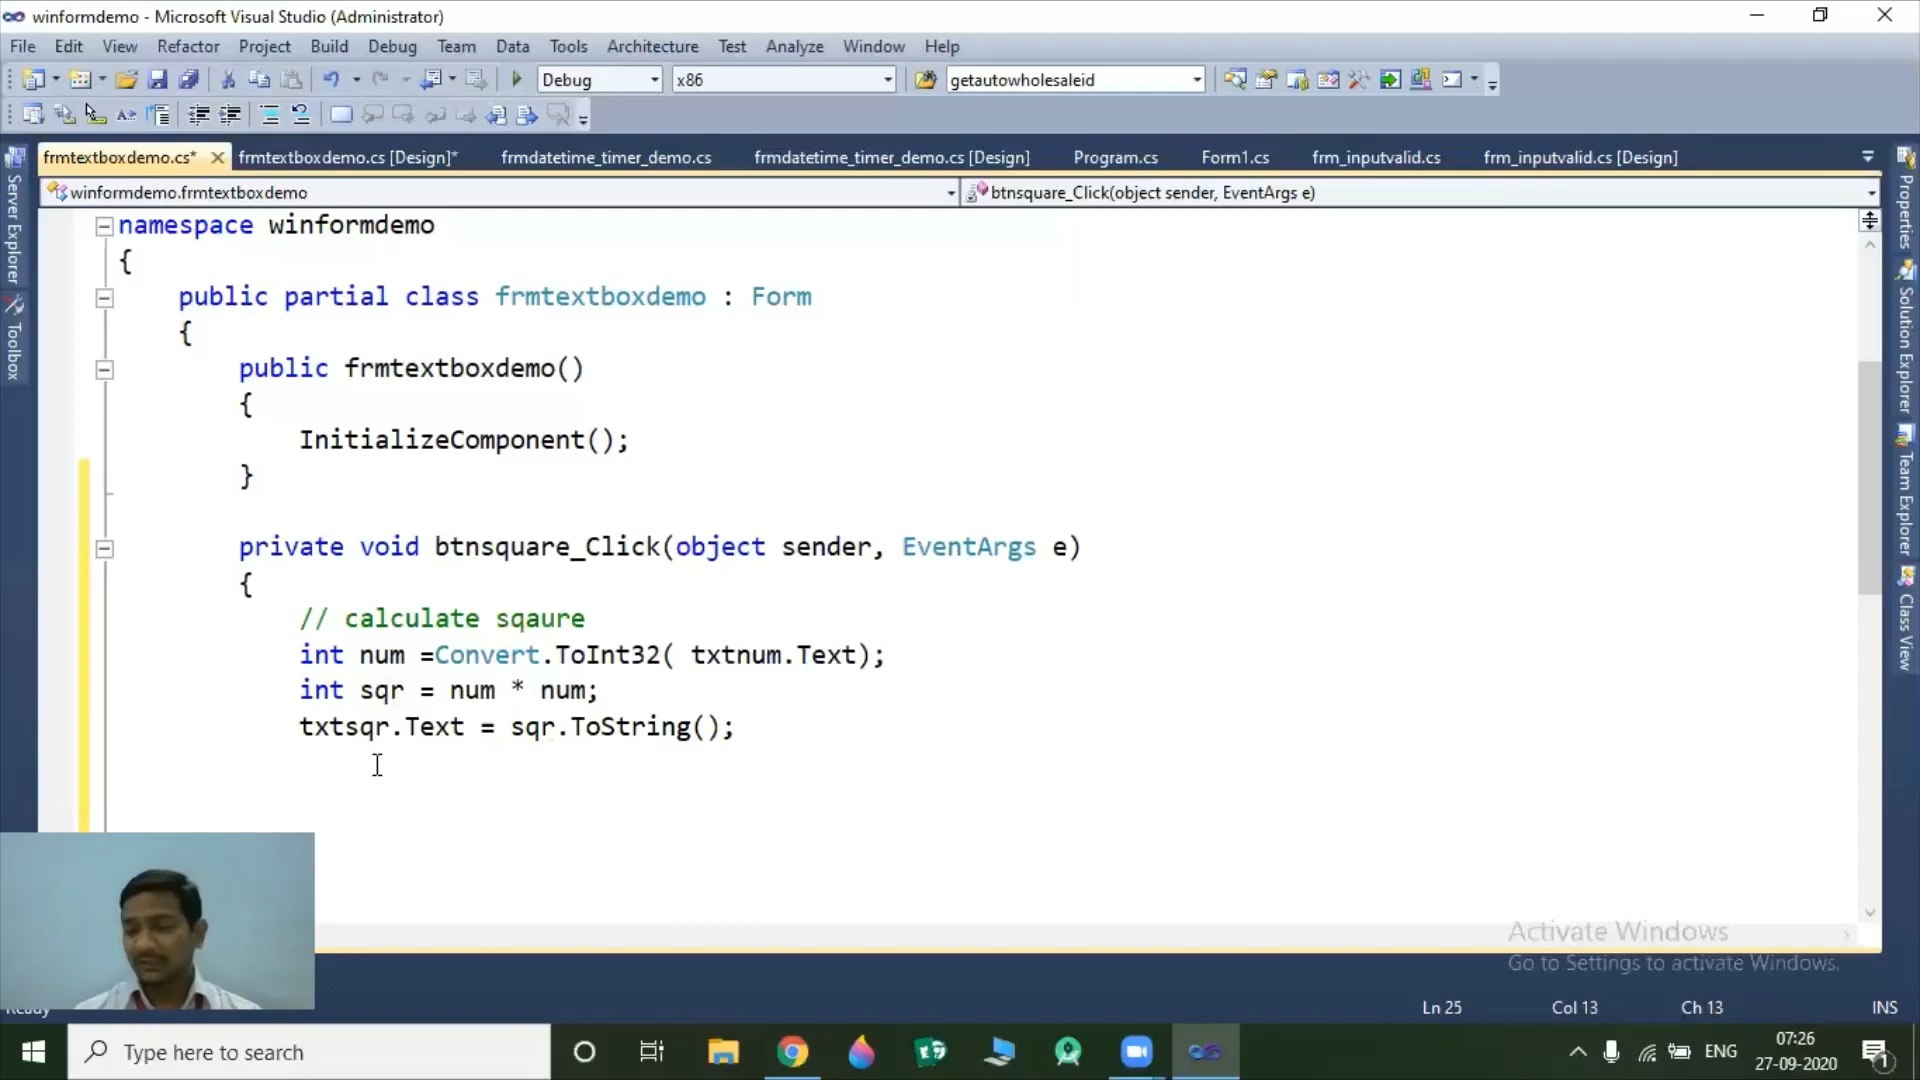 winformdemo - Microsoft Visual Studio (Administrator)
File Edit View Refactor Project Build Debug Team Data Tools Architecture Test Analyze Window Help
Debug x86 getautowholesaleid
frmtextboxdemo.cs* frmtextboxdemo.cs [Design]* frmdatetime_timer_demo.cs frmdatetime_timer_demo.cs [Design] Program.cs Form1.cs frm_inputvalid.cs frm_inputvalid.cs [Design]
winformdemo.frmtextboxdemo btnsquare_Click(object sender, EventArgs e)
Server Explorer
Toolbox
Properties
Solution Explorer
Team Explorer
Class View
namespace winformdemo
{
public partial class frmtextboxdemo : Form
{
public frmtextboxdemo()
{
InitializeComponent();
}
private void btnsquare_Click(object sender, EventArgs e)
{
// calculate sqaure
int num =Convert.ToInt32( txtnum.Text);
int sqr = num * num;
txtsqr.Text = sqr.ToString();
Activate Windows
Go to Settings to activate Windows.
Ln 25 Col 13 Ch 13 INS
Type here to search
ENG
07:26
27-09-2020
1